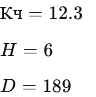 Кч = 12.3
H = 6
D = 189